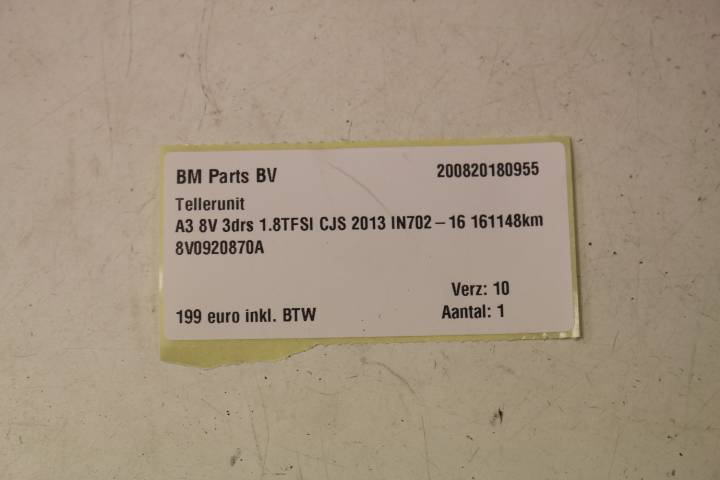 BM Parts BV 200820180955
Tellerunit
A3 8V 3drs 1.8TFSI CJS 2013 IN702 – 16 161148km
8V0920870A
Verz: 10
199 euro inkl. BTW Aantal: 1